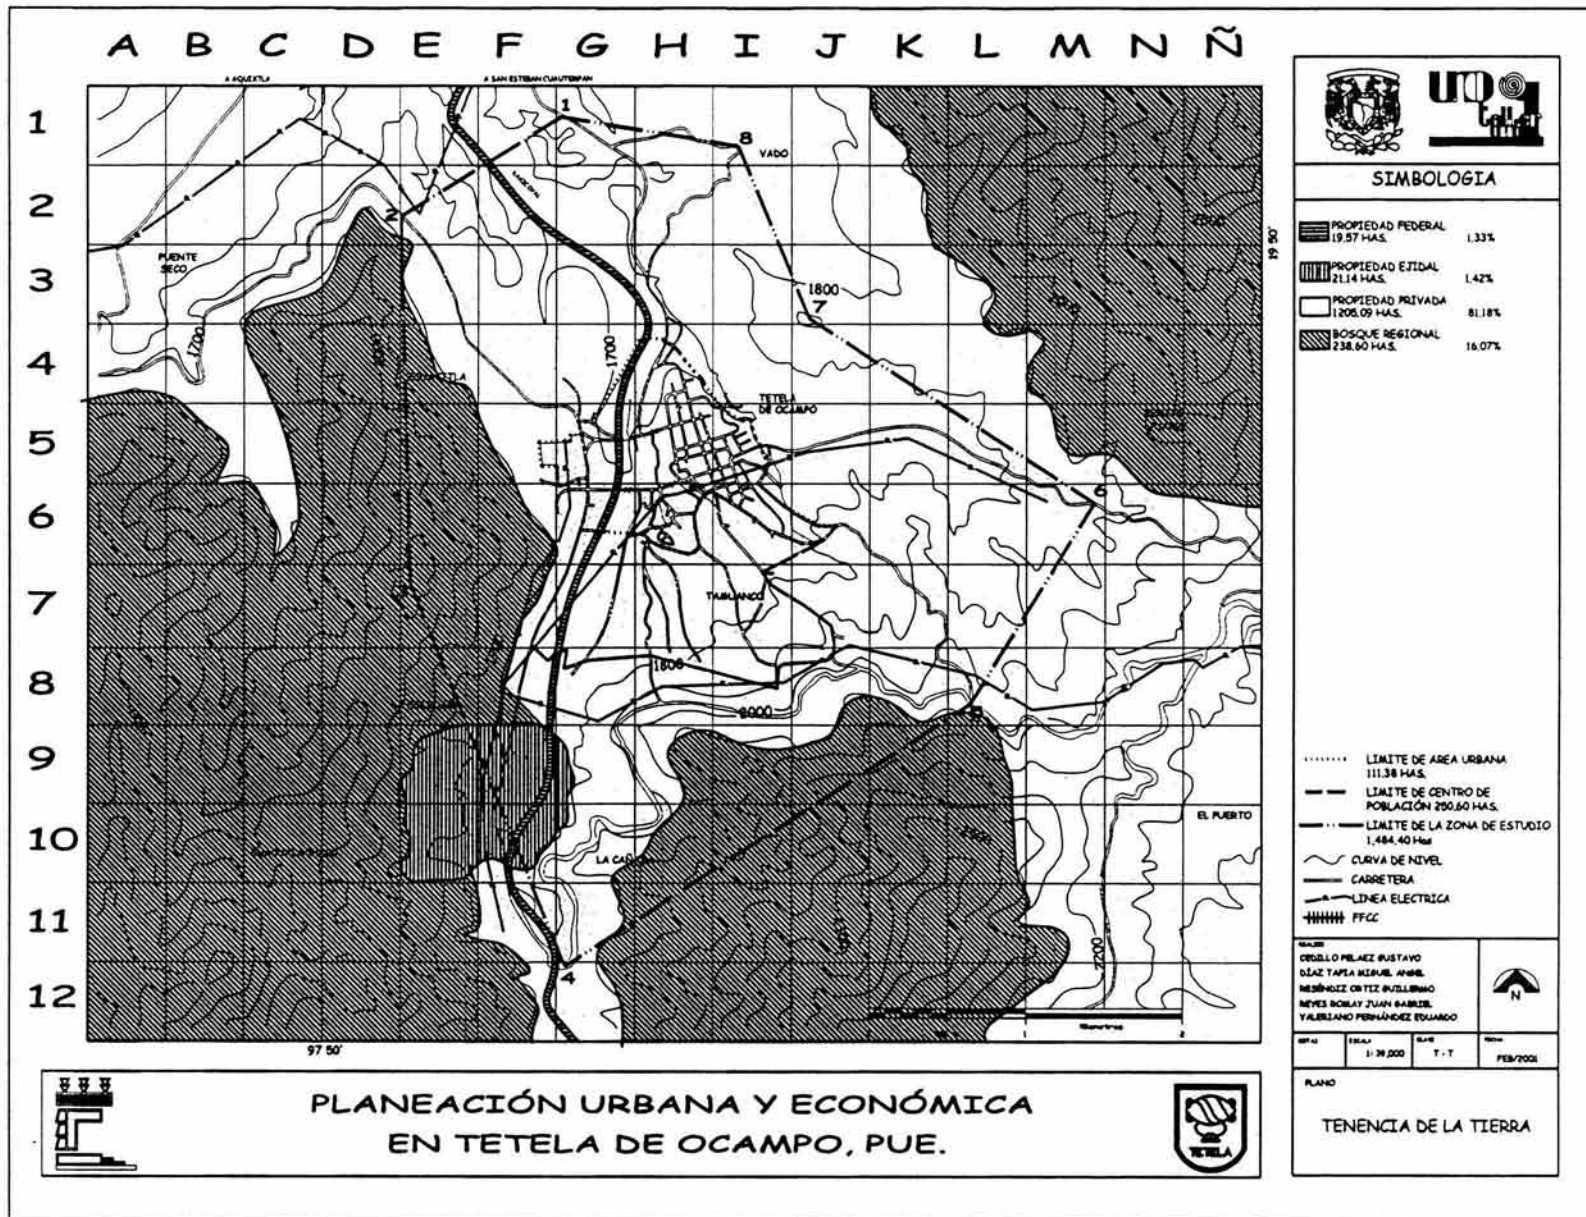 A B C D E F G H I J K L M N Ñ
A AQUIXTLA
A SAN ESTEBAN CUAUTEMPAN
1
2
3
4
5
6
7
8
9
10
11
12
1
8
VADO
2
PUENTE
SECO
1800
7
1700
1700
TETELA
DE OCAMPO
6
1800
2000
EL PUERTO
2200
4
19 50'
97 50'
1
2
SIMBOLOGIA
PROPIEDAD FEDERAL
19.57 HAS. 1.33%
PROPIEDAD EJIDAL
21.14 HAS. 1.42%
PROPIEDAD PRIVADA
1205.09 HAS. 81.18%
BOSQUE REGIONAL
238.60 HAS. 16.07%
LIMITE DE AREA URBANA
111.38 HAS.
LIMITE DE CENTRO DE
POBLACIÓN 250.60 HAS.
LIMITE DE LA ZONA DE ESTUDIO
1,484.40 Has
CURVA DE NIVEL
CARRETERA
LINEA ELECTRICA
FFCC
CEDILLO PELAEZ GUSTAVO
DÍAZ TAPIA MIGUEL ANGEL
RESÉNDIZ ORTIZ GUILLERMO
REYES JUAN GABRIEL
VALERIANO FERNÁNDEZ EDUARDO
N
T - T
FEB/2001
PLANO
TENENCIA DE LA TIERRA
PLANEACIÓN URBANA Y ECONÓMICA
EN TETELA DE OCAMPO, PUE.
TETELA